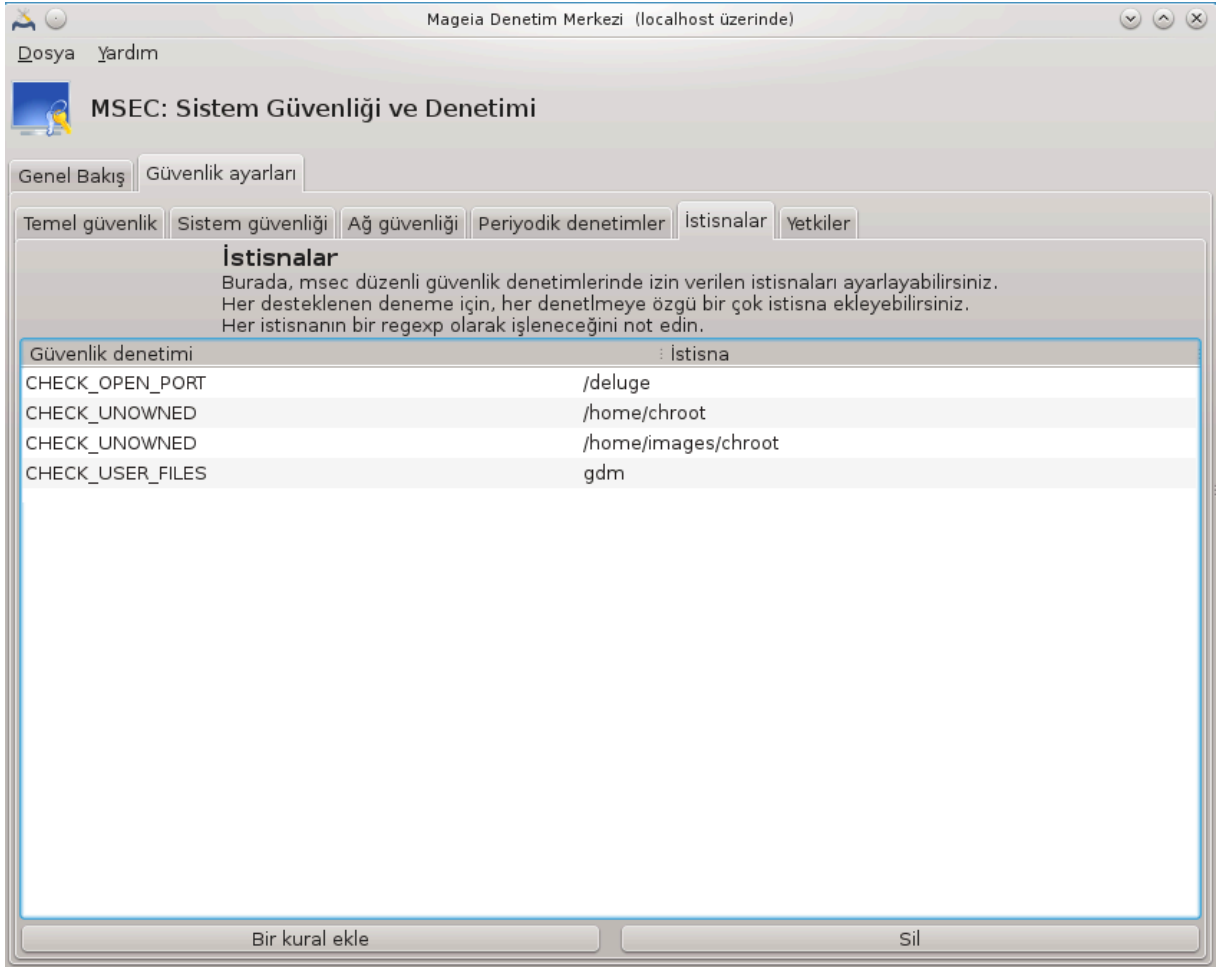 Mageia Denetim Merkezi (localhost üzerinde)
Dosya Yardım
MSEC: Sistem Güvenliği ve Denetimi
Genel Bakış Güvenlik ayarları
Temel güvenlik Sistem güvenliği Ağ güvenliği Periyodik denetimler İstisnalar Yetkiler
İstisnalar
Burada, msec düzenli güvenlik denetimlerinde izin verilen istisnaları ayarlayabilirsiniz.
Her desteklenen deneme için, her denetlmeye özgü bir çok istisna ekleyebilirsiniz.
Her istisnanın bir regexp olarak işleneceğini not edin.
Güvenlik denetimi İstisna
CHECK_OPEN_PORT /deluge
CHECK_UNOWNED /home/chroot
CHECK_UNOWNED /home/images/chroot
CHECK_USER_FILES gdm
Bir kural ekle Sil